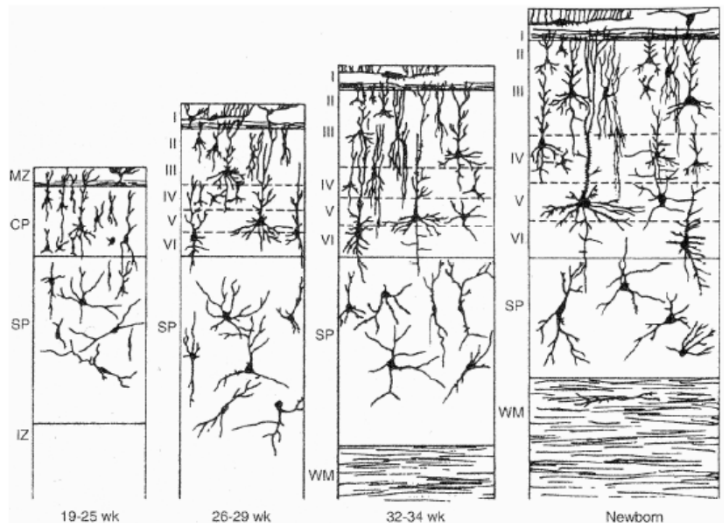 MZ
CP
SP
IZ
19-25 wk
I
II
III
IV
V
VI
SP
26-29 wk
I
II
III
IV
V
VI
SP
WM
32-34 wk
I
II
III
IV
V
VI
SP
WM
Newborn